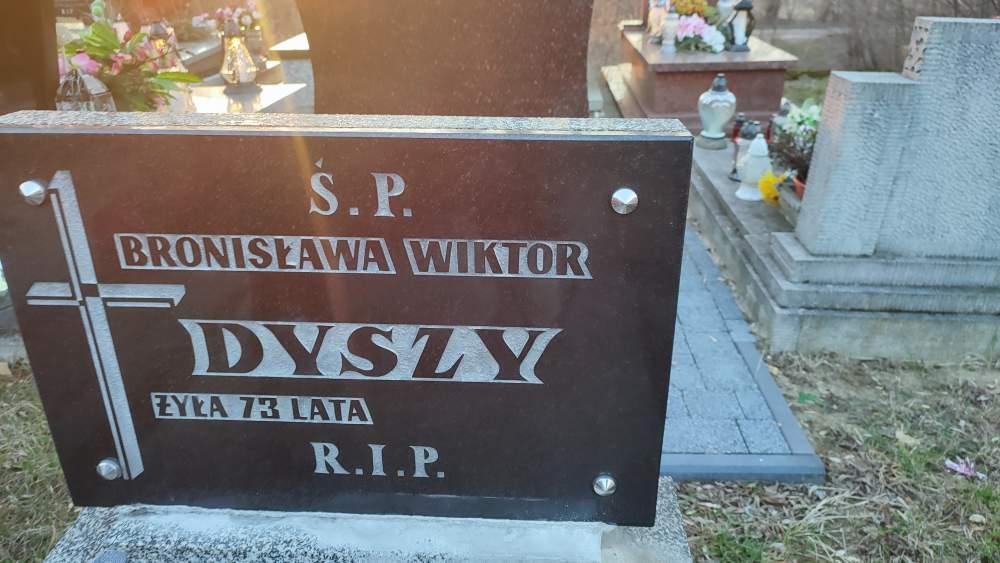 Ś.P.
BRONISŁAWA WIKTOR
DYSZY
ŻYŁA 73 LATA
R.I.P.